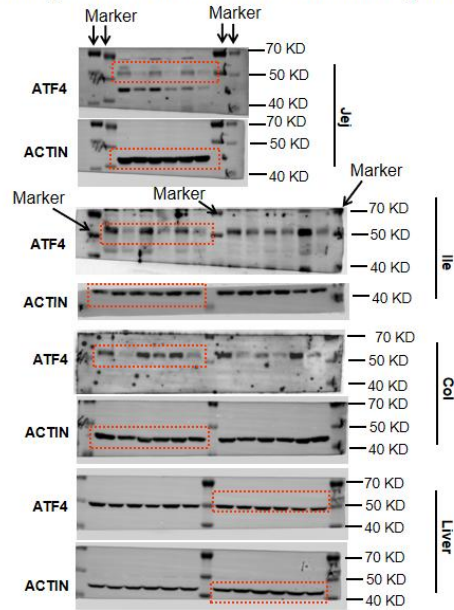 Marker Marker
70 KD
ATF4 50 KD
40 KD
Jej
70 KD
50 KD
ACTIN
40 KD
Marker
Marker Marker
70 KD
ATF4 50 KD
40 KD
Ile
ACTIN 40 KD
70 KD
ATF4 50 KD
40 KD
Col
70 KD
50 KD
ACTIN 40 KD
70 KD
ATF4 50 KD
40 KD
Liver
70 KD
50 KD
ACTIN 40 KD